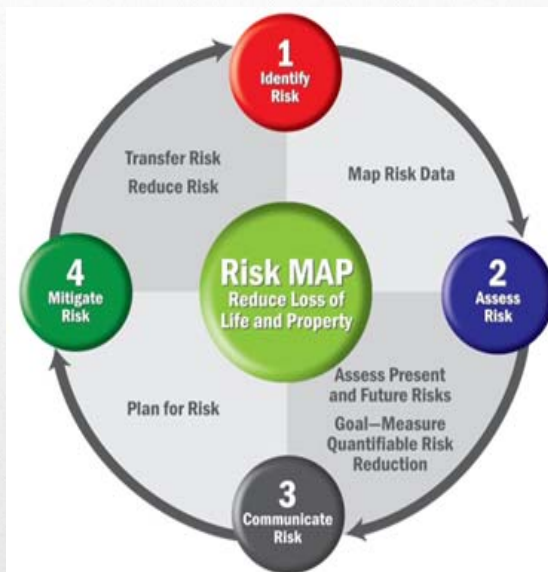 1
Identify
Risk
Transfer Risk
Reduce Risk
Map Risk Data
4
Mitigate
Risk
Risk MAP
Reduce Loss of
Life and Property
2
Assess
Risk
Plan for Risk
Assess Present
and Future Risks
Goal—Measure
Quantifiable Risk
Reduction
3
Communicate
Risk